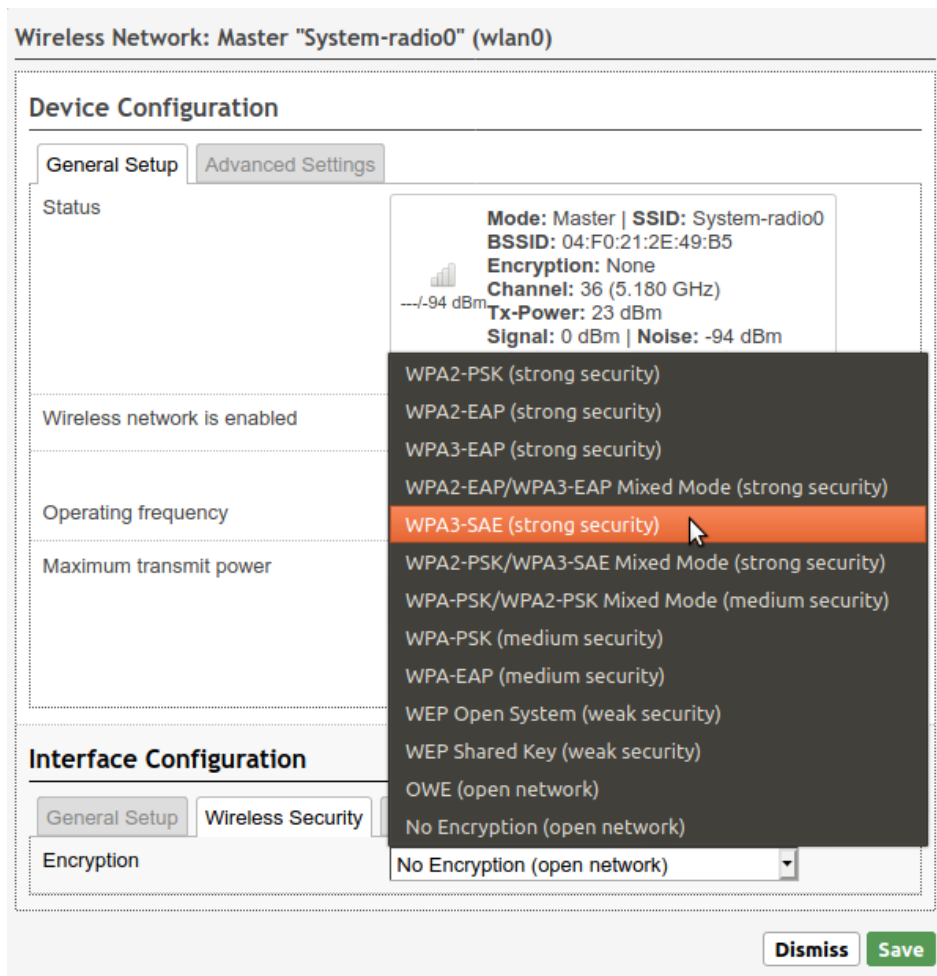 Wireless Network: Master "System-radio0" (wlan0)
Device Configuration
General Setup
Advanced Settings
Status
Mode: Master | SSID: System-radio0
BSSID: 04:F0:21:2E:49:B5
Encryption: None
Channel: 36 (5.180 GHz)
---/-94 dBm
Tx-Power: 23 dBm
Signal: 0 dBm | Noise: -94 dBm
Wireless network is enabled
Operating frequency
Maximum transmit power
WPA2-PSK (strong security)
WPA2-EAP (strong security)
WPA3-EAP (strong security)
WPA2-EAP/WPA3-EAP Mixed Mode (strong security)
WPA3-SAE (strong security)
WPA2-PSK/WPA3-SAE Mixed Mode (strong security)
WPA-PSK/WPA2-PSK Mixed Mode (medium security)
WPA-PSK (medium security)
WPA-EAP (medium security)
WEP Open System (weak security)
WEP Shared Key (weak security)
OWE (open network)
No Encryption (open network)
Interface Configuration
General Setup
Wireless Security
Encryption
No Encryption (open network)
Dismiss
Save